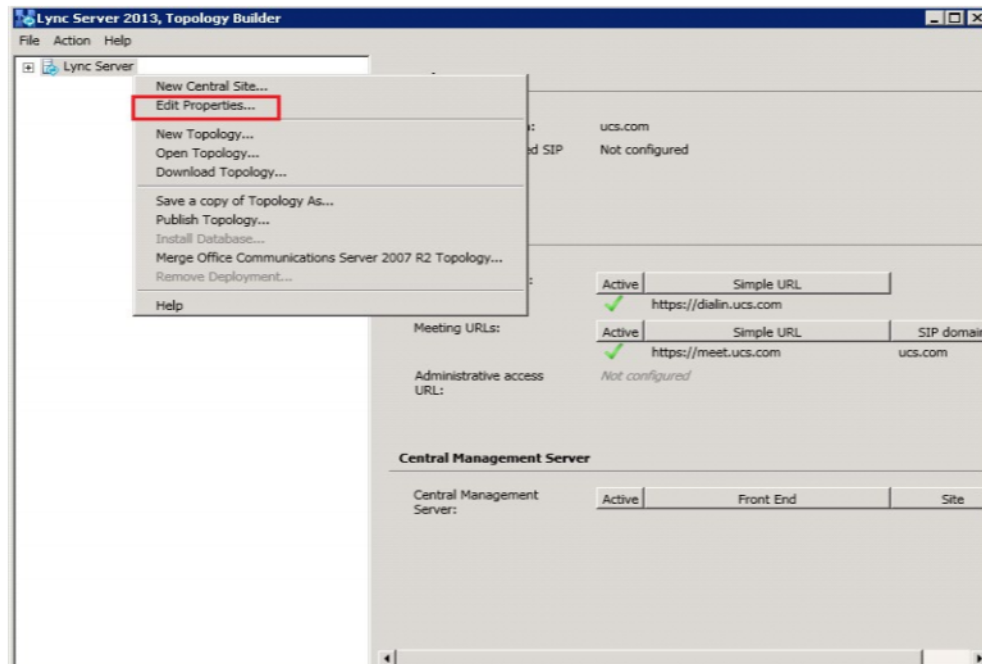 Lync Server 2013, Topology Builder
File Action Help
Lync Server
New Central Site...
Edit Properties...
New Topology...
Open Topology...
Download Topology...
Save a copy of Topology As...
Publish Topology...
Install Database...
Merge Office Communications Server 2007 R2 Topology...
Remove Deployment...
Help
ucs.com
SIP Not configured
Active Simple URL
https://dialin.ucs.com
Meeting URLs: Active Simple URL SIP domain
https://meet.ucs.com ucs.com
Administrative access Not configured
URL:
Central Management Server
Central Management Active Front End Site
Server: